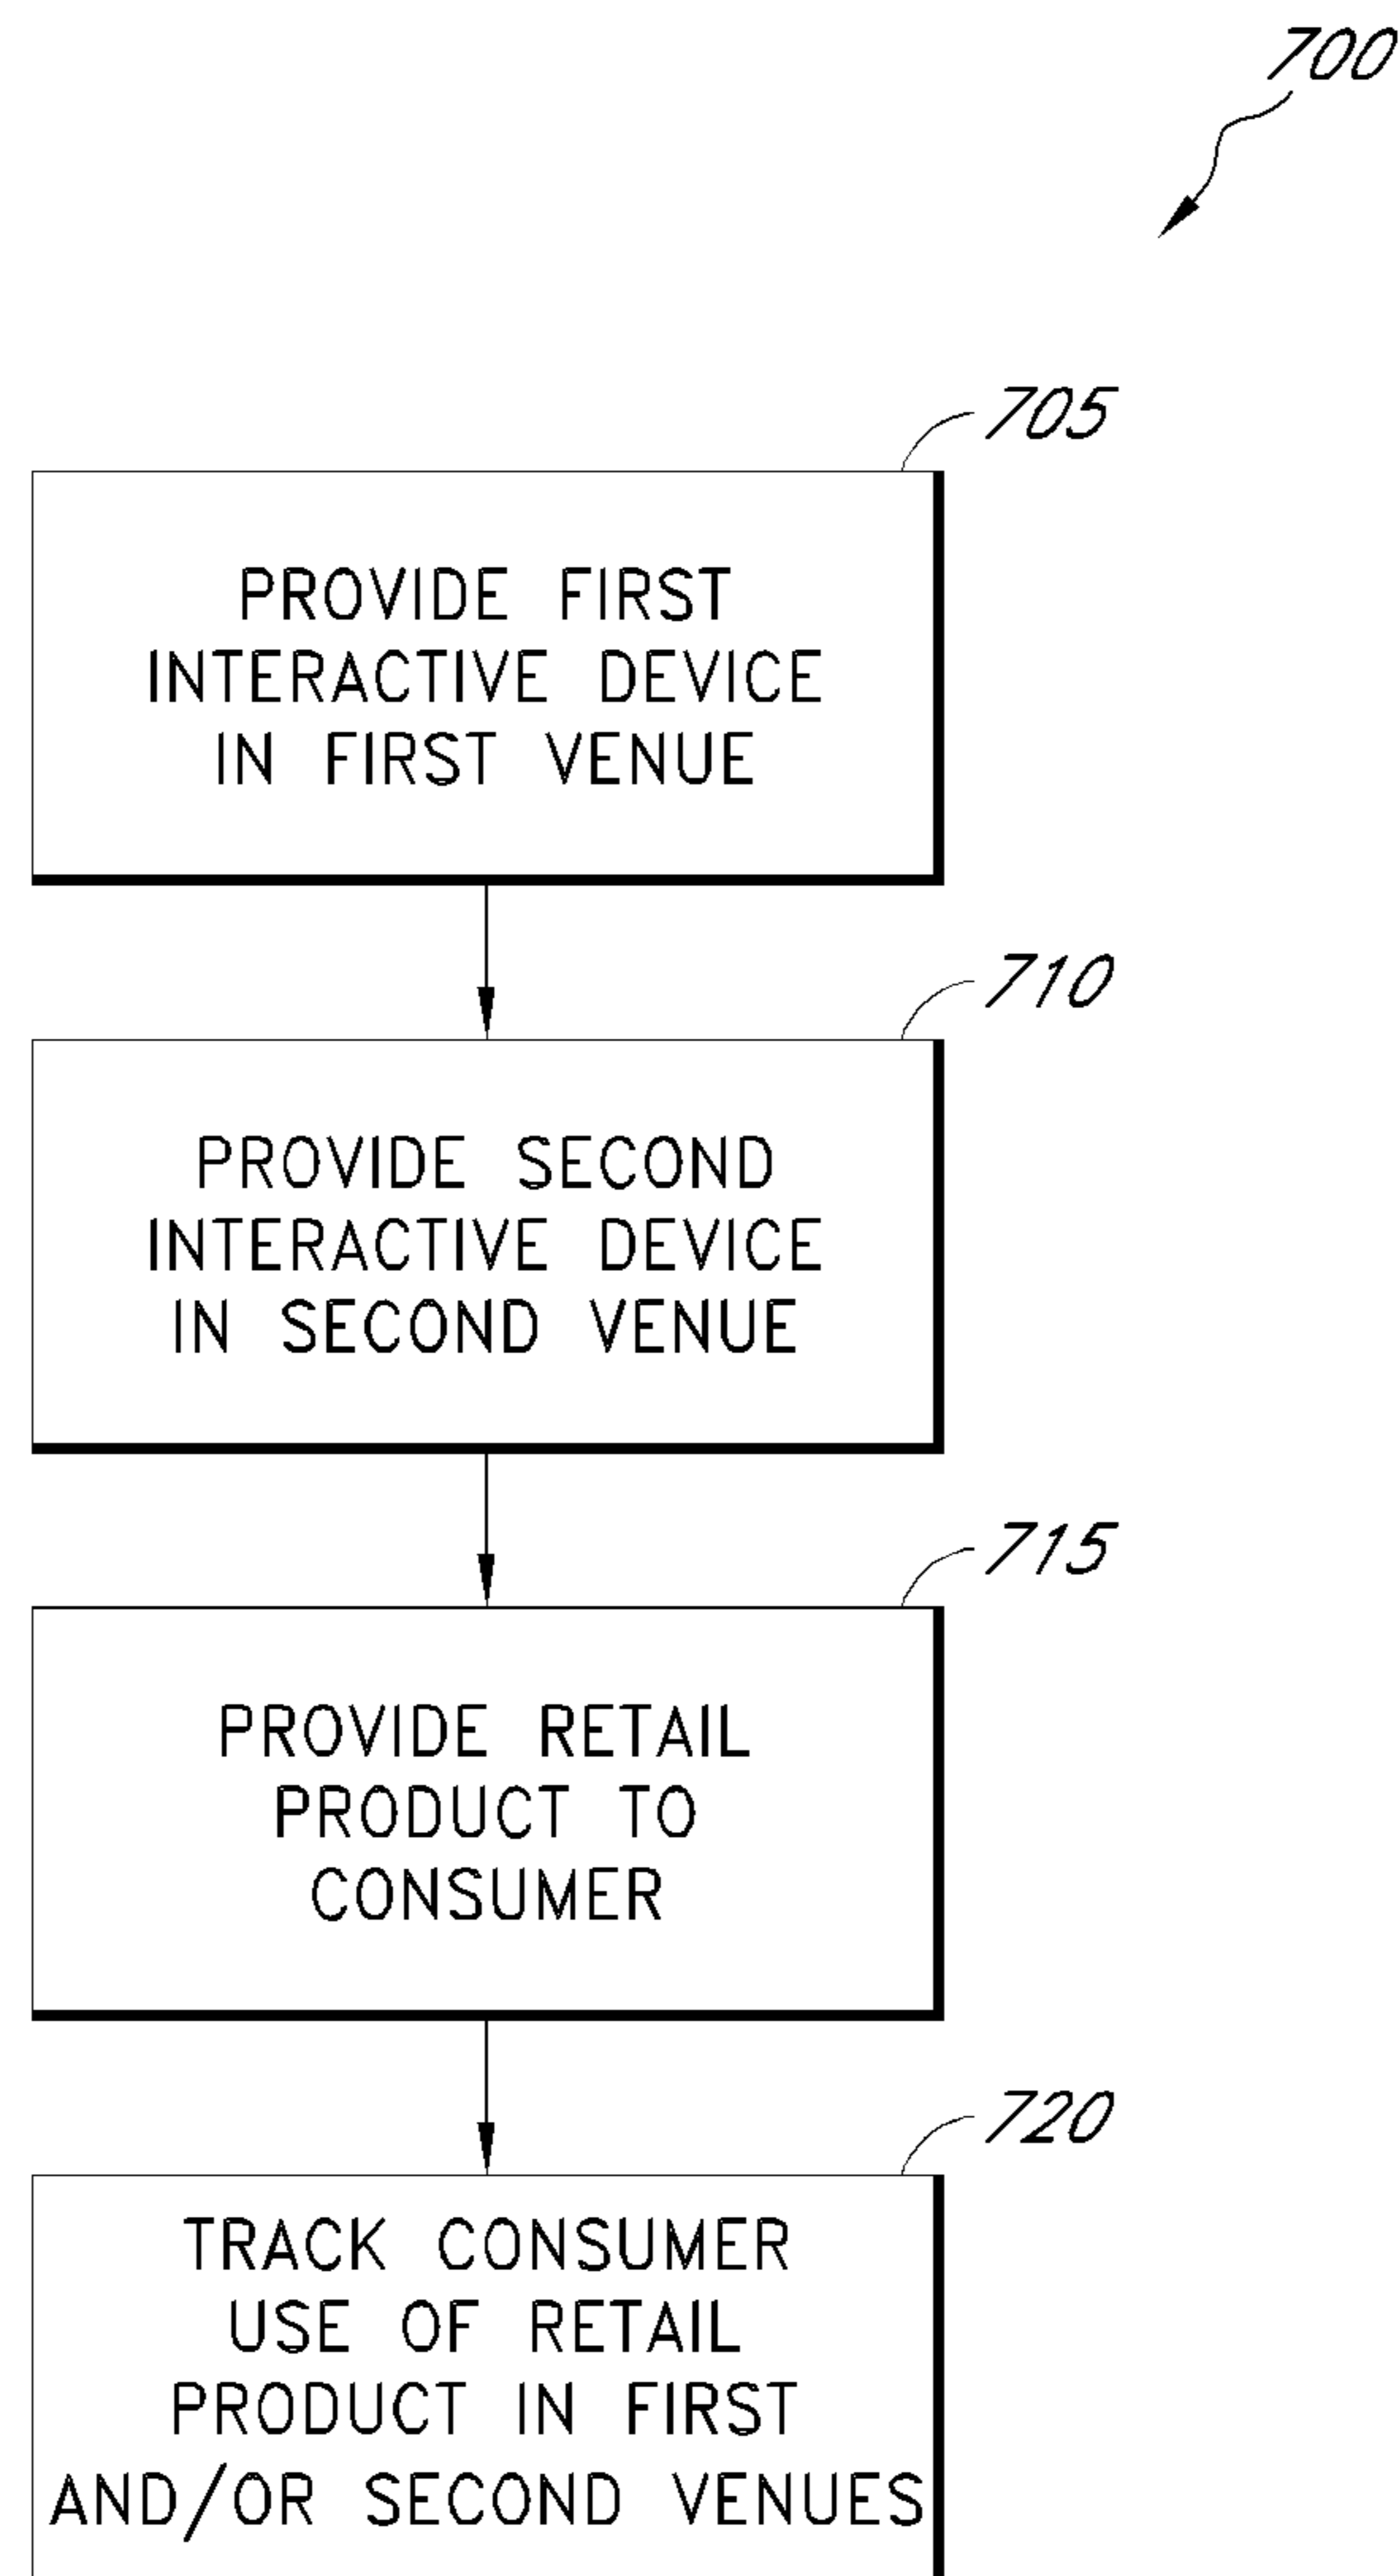 700
705
PROVIDE FIRST
INTERACTIVE DEVICE
IN FIRST VENUE
710
PROVIDE SECOND
INTERACTIVE DEVICE
IN SECOND VENUE
715
PROVIDE RETAIL
PRODUCT TO
CONSUMER
720
TRACK CONSUMER
USE OF RETAIL
PRODUCT IN FIRST
AND/OR SECOND VENUES